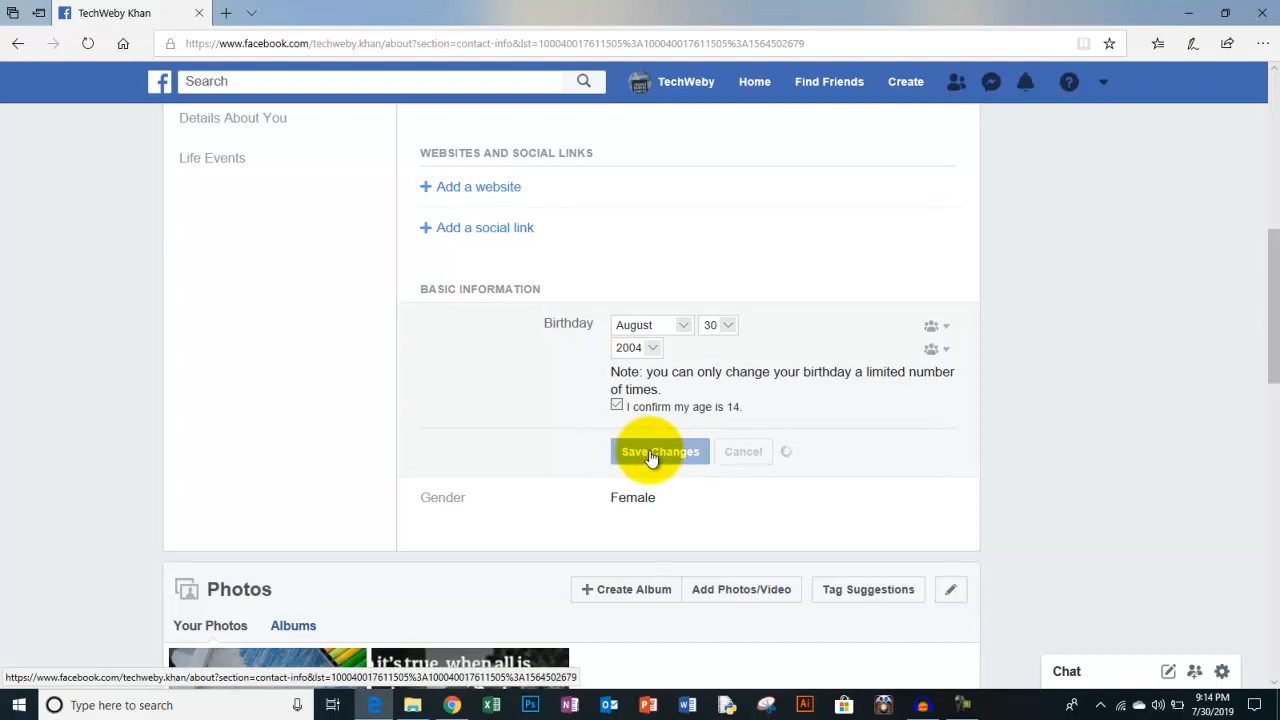 TechWeby Khan
https://www.facebook.com/techweby.khan/about?section=contact-info&lst=100040017611505%3A100040017611505%3A1564502679
Search
TechWeby
Home
Find Friends
Create
Details About You
Life Events
WEBSITES AND SOCIAL LINKS
+ Add a website
+ Add a social link
BASIC INFORMATION
Birthday
August
30
2004
Note: you can only change your birthday a limited number
of times.
I confirm my age is 14.
Save Changes
Cancel
Gender
Female
Photos
+ Create Album
Add Photos/Video
Tag Suggestions
Your Photos
Albums
it's true, when all is
https://www.facebook.com/techweby.khan/about?section=contact-info&lst=100040017611505%3A100040017611505%3A1564502679
Chat
Type here to search
9:14 PM
7/30/2019